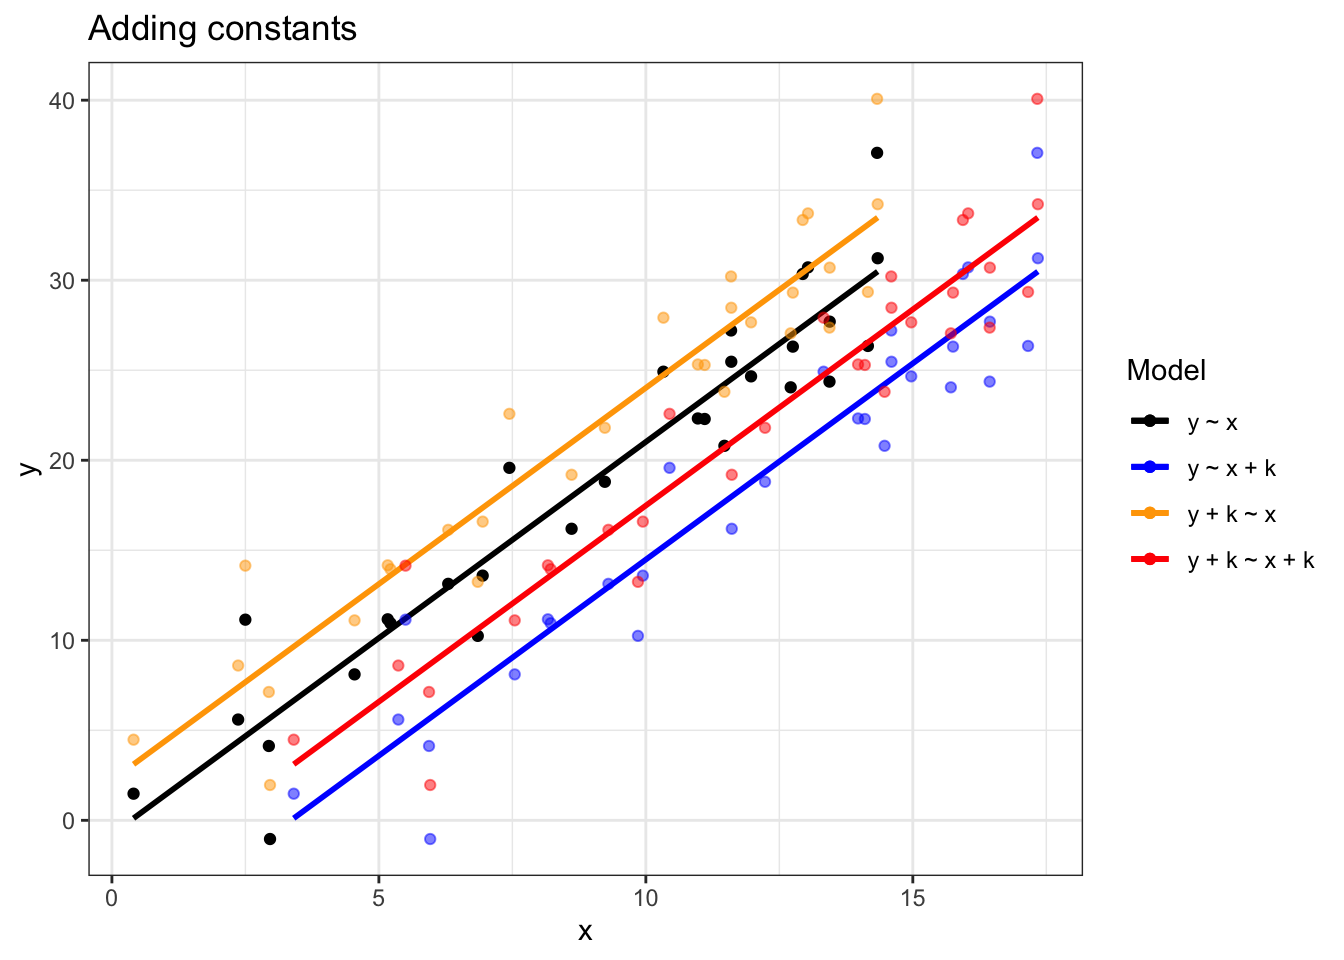 Adding constants
40
30
20
10
0
y
0 5 10 15
x
Model
y ~ x
y ~ x + k
y + k ~ x
y + k ~ x + k